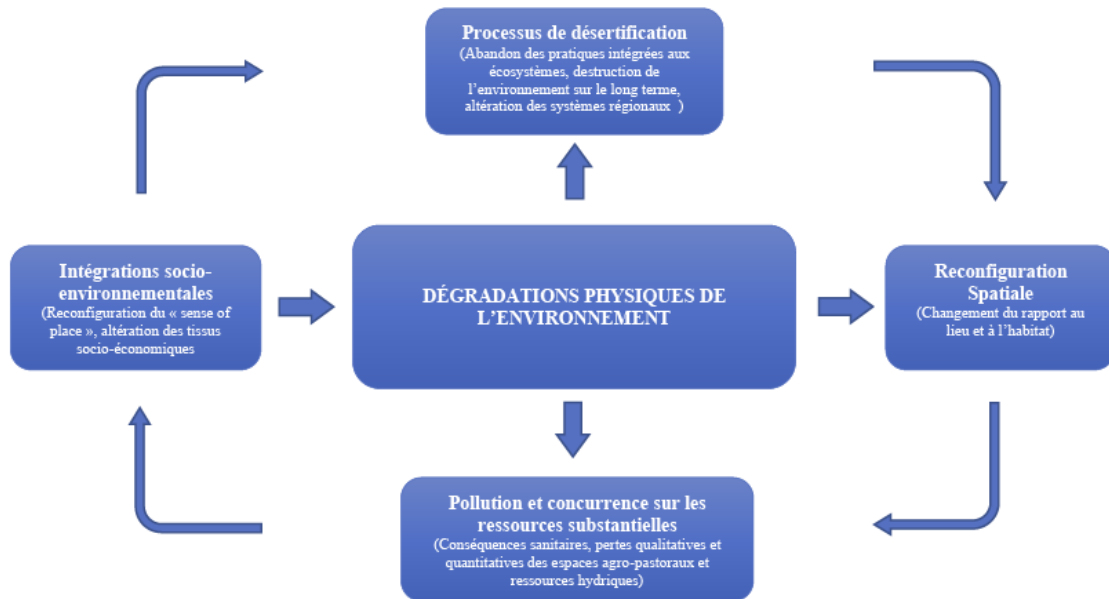 Processus de désertification
(Abandon des pratiques intégrées aux
écosystèmes, destruction de
l'environnement sur le long terme,
altération des systèmes régionaux )
Intégrations socio-
environnementales
(Reconfiguration du « sense of
place », altération des tissus
socio-économiques
DÉGRADATIONS PHYSIQUES DE
L'ENVIRONNEMENT
Reconfiguration
Spatiale
(Changement du rapport au
lieu et à l'habitat)
Pollution et concurrence sur les
ressources substantielles
(Conséquences sanitaires, pertes qualitatives et
quantitatives des espaces agro-pastoraux et
ressources hydriques)